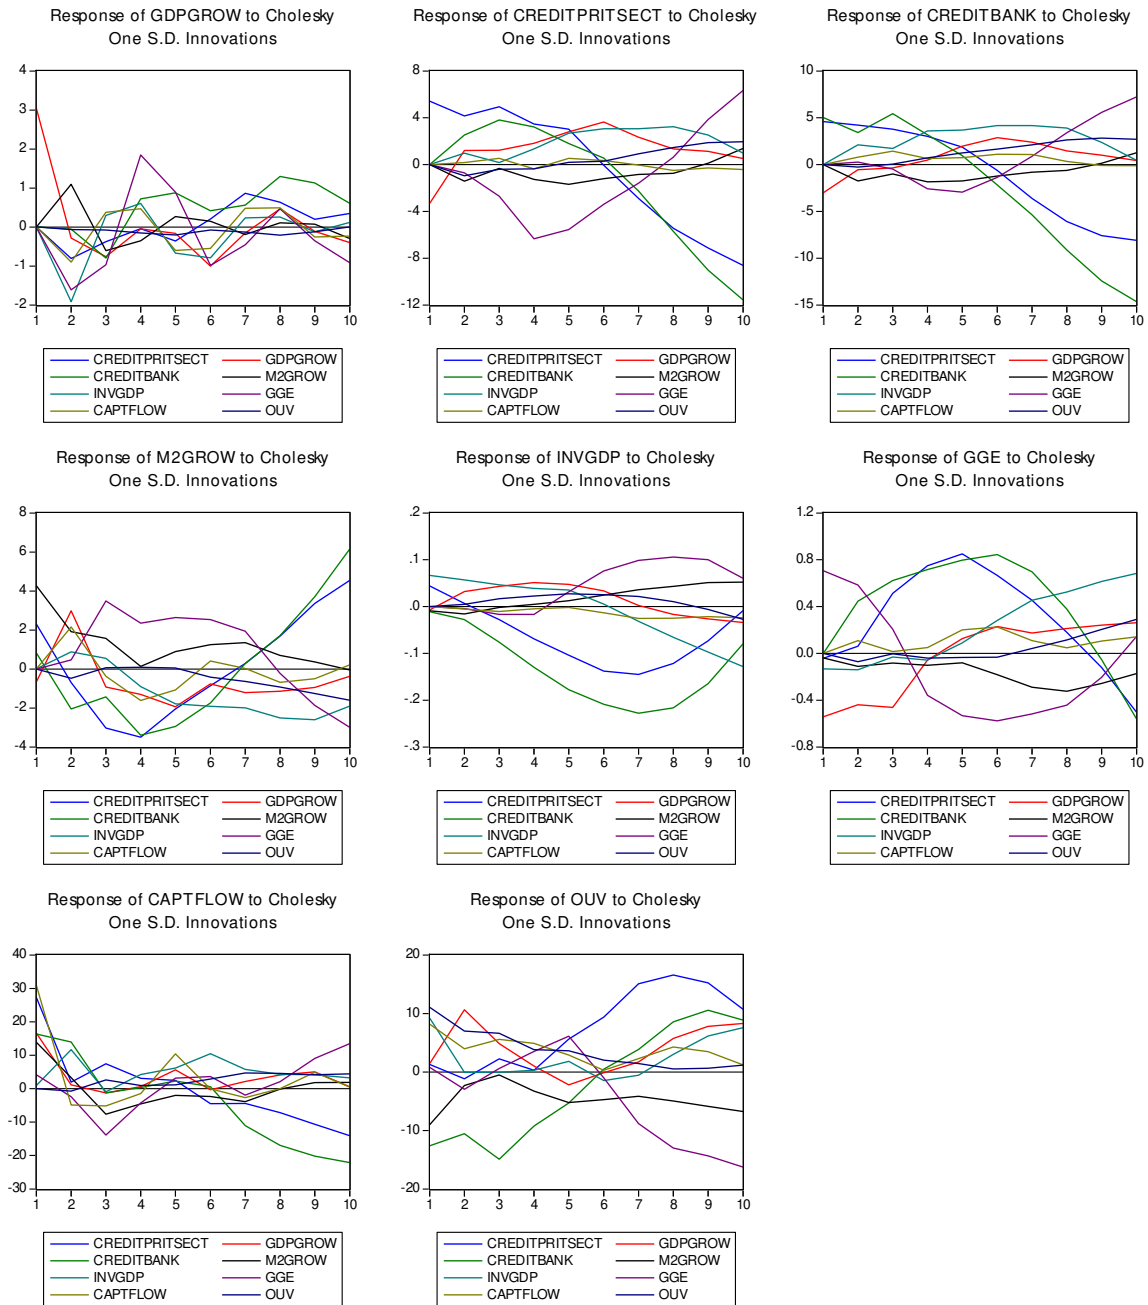 Response of GDPGROW to Cholesky
One S.D. Innovations
4
3
2
1
0
-1
-2
1 2 3 4 5 6 7 8 9 10
CREDITPRITSECT GDPGROW
CREDITBANK M2GROW
INVGDP GGE
CAPTFLOW OUV
Response of CREDITPRITSECT to Cholesky
One S.D. Innovations
8
4
0
-4
-8
-12
1 2 3 4 5 6 7 8 9 10
CREDITPRITSECT GDPGROW
CREDITBANK M2GROW
INVGDP GGE
CAPTFLOW OUV
Response of CREDITBANK to Cholesky
One S.D. Innovations
10
5
0
-5
-10
-15
1 2 3 4 5 6 7 8 9 10
CREDITPRITSECT GDPGROW
CREDITBANK M2GROW
INVGDP GGE
CAPTFLOW OUV
Response of M2GROW to Cholesky
One S.D. Innovations
8
6
4
2
0
-2
-4
1 2 3 4 5 6 7 8 9 10
CREDITPRITSECT GDPGROW
CREDITBANK M2GROW
INVGDP GGE
CAPTFLOW OUV
Response of INVGDP to Cholesky
One S.D. Innovations
.2
.1
.0
-.1
-.2
-.3
1 2 3 4 5 6 7 8 9 10
CREDITPRITSECT GDPGROW
CREDITBANK M2GROW
INVGDP GGE
CAPTFLOW OUV
Response of GGE to Cholesky
One S.D. Innovations
1.2
0.8
0.4
0.0
-0.4
-0.8
1 2 3 4 5 6 7 8 9 10
CREDITPRITSECT GDPGROW
CREDITBANK M2GROW
INVGDP GGE
CAPTFLOW OUV
Response of CAPTFLOW to Cholesky
One S.D. Innovations
40
30
20
10
0
-10
-20
-30
1 2 3 4 5 6 7 8 9 10
CREDITPRITSECT GDPGROW
CREDITBANK M2GROW
INVGDP GGE
CAPTFLOW OUV
Response of OUV to Cholesky
One S.D. Innovations
20
10
0
-10
-20
1 2 3 4 5 6 7 8 9 10
CREDITPRITSECT GDPGROW
CREDITBANK M2GROW
INVGDP GGE
CAPTFLOW OUV